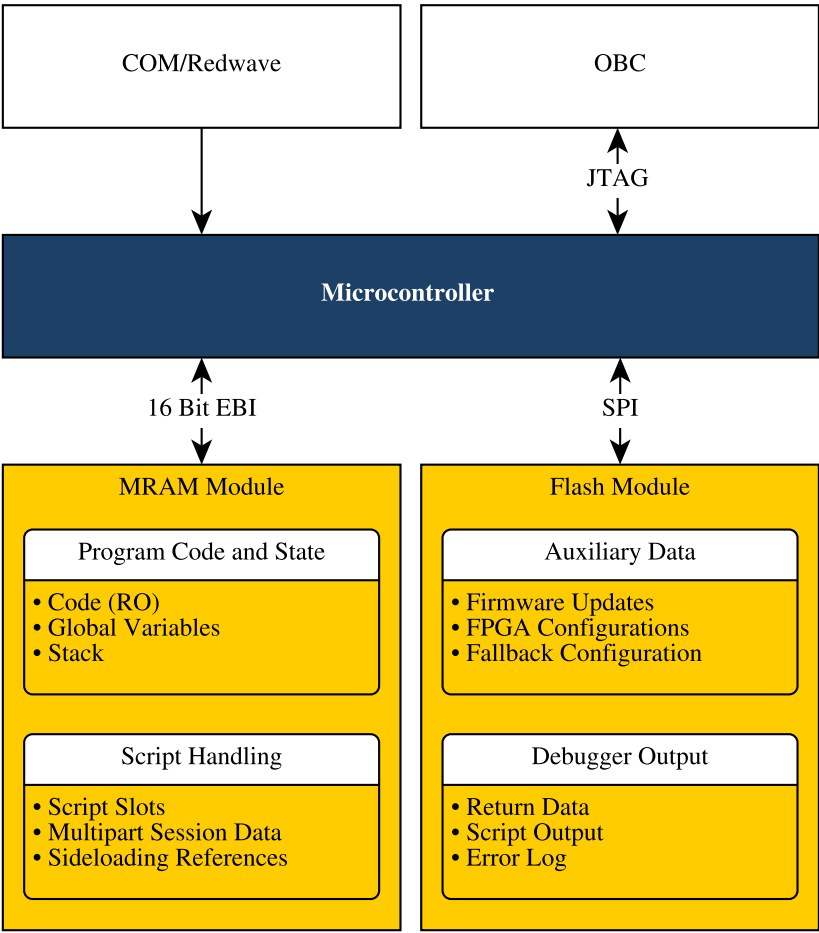 COM/Redwave
OBC
JTAG
Microcontroller
16 Bit EBI
SPI
MRAM Module
Program Code and State
• Code (RO)
• Global Variables
• Stack
Script Handling
• Script Slots
• Multipart Session Data
• Sideloading References
Flash Module
Auxiliary Data
• Firmware Updates
• FPGA Configurations
• Fallback Configuration
Debugger Output
• Return Data
• Script Output
• Error Log